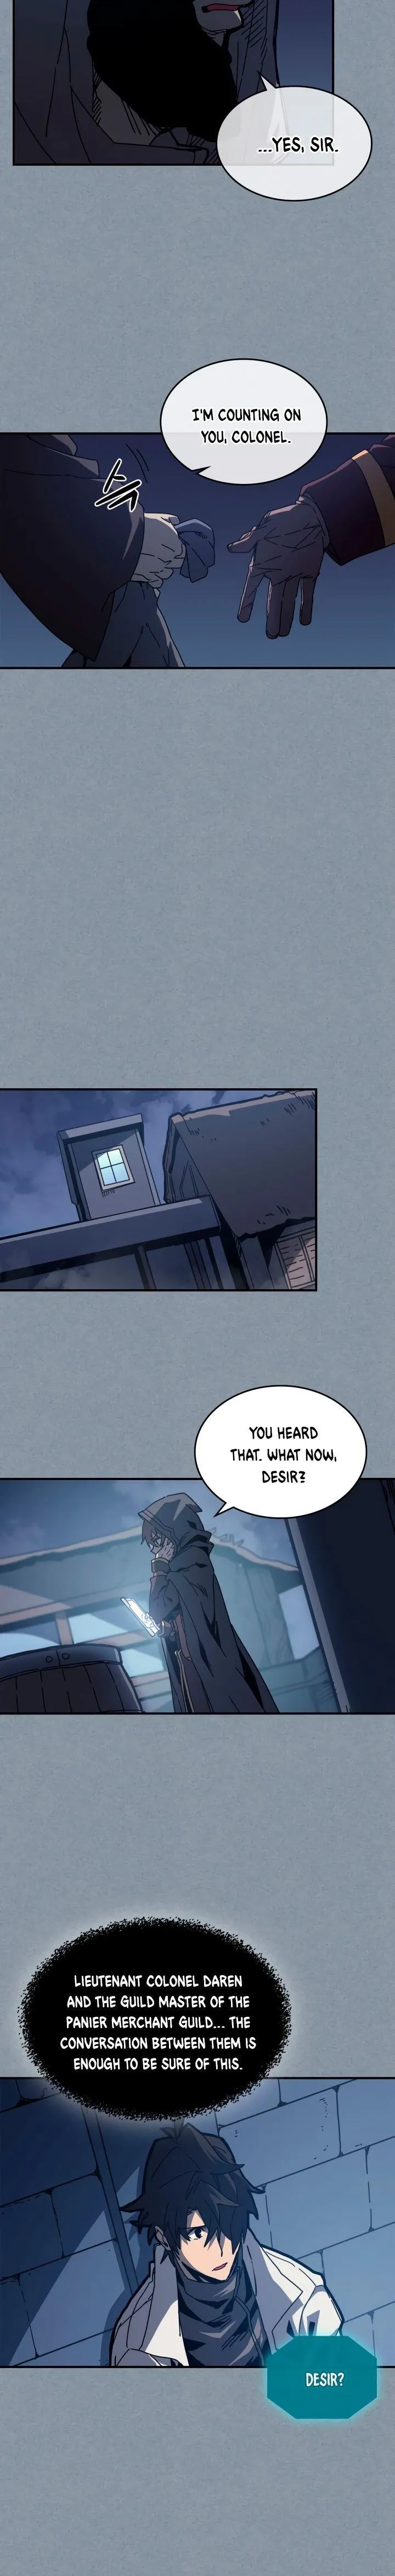 ...YES, SIR.
I'M COUNTING ON
YOU, COLONEL.
YOU HEARD
THAT. WHAT NOW,
DESIR?
LIEUTENANT COLONEL DAREN
AND THE GUILD MASTER OF THE
PANIER MERCHANT GUILD... THE
CONVERSATION BETWEEN THEM IS
ENOUGH TO BE SURE OF THIS.
DESIR?